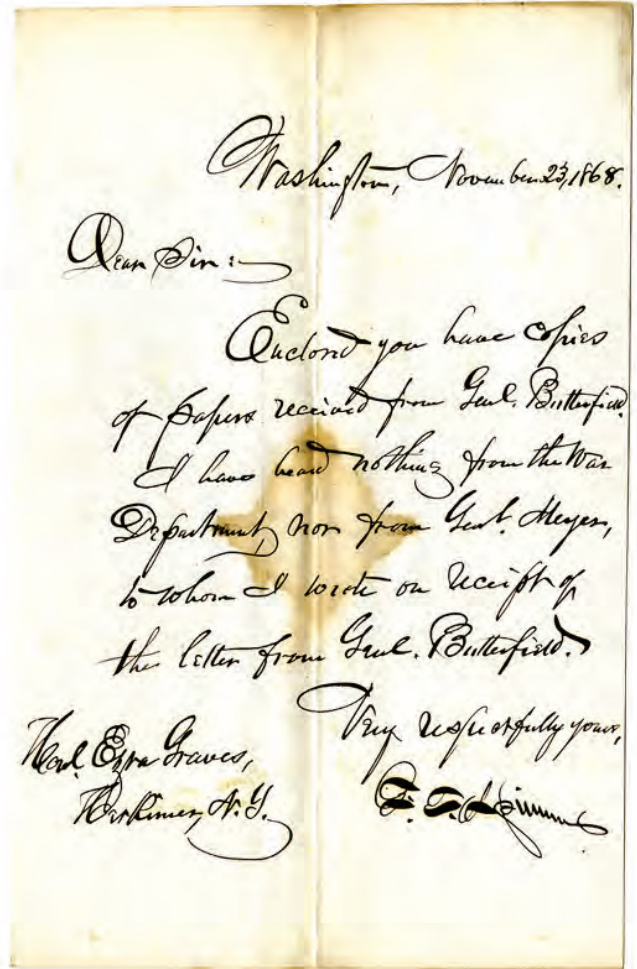 Washington, November 23, 1868.
Dear Sir:
Enclosed you have copies
of papers received from Genl. Butterfield.
I have heard nothing from the War
Department, nor from Genl. Meyer,
to whom I wrote on receipt of
the letter from Genl. Butterfield.
Very respectfully yours,
Ezra Graves,
Herkimer, N.Y.